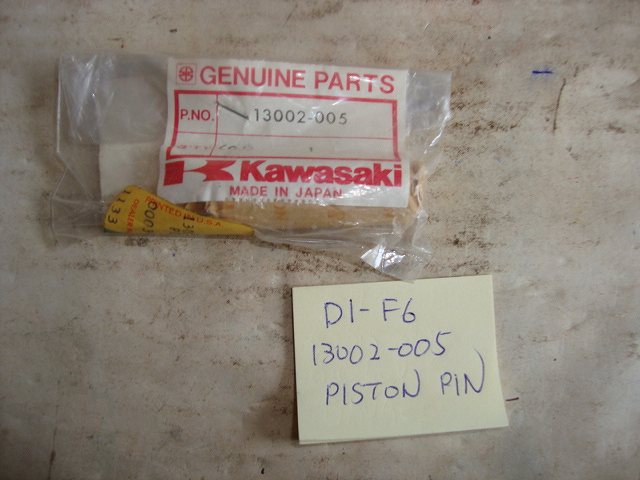 GENUINE PARTS
P.NO. 13002-005
Kawasaki
MADE IN JAPAN
D1-F6
13002-005
PISTON PIN